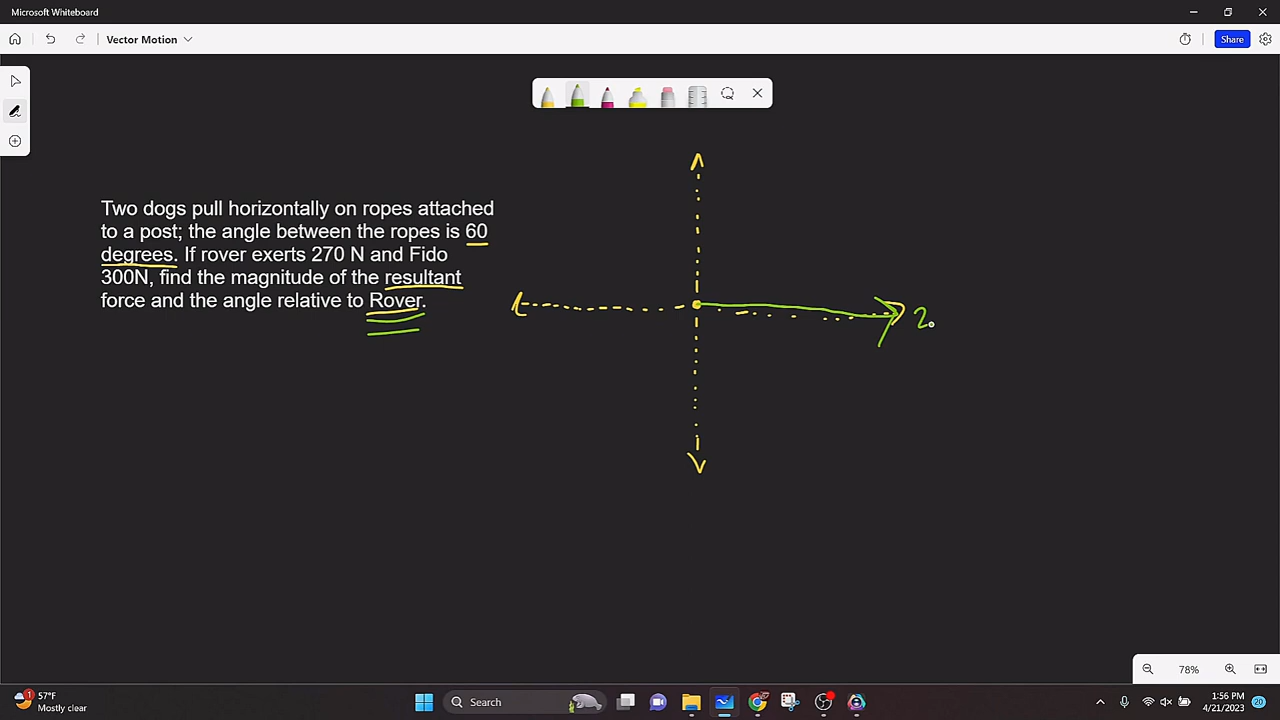 Microsoft Whiteboard
Vector Motion
Share
Two dogs pull horizontally on ropes attached
to a post; the angle between the ropes is 60
degrees. If rover exerts 270 N and Fido
300N, find the magnitude of the resultant
force and the angle relative to Rover.
2
78%
1
57°F
Mostly clear
Search
1:56 PM
4/21/2023
20